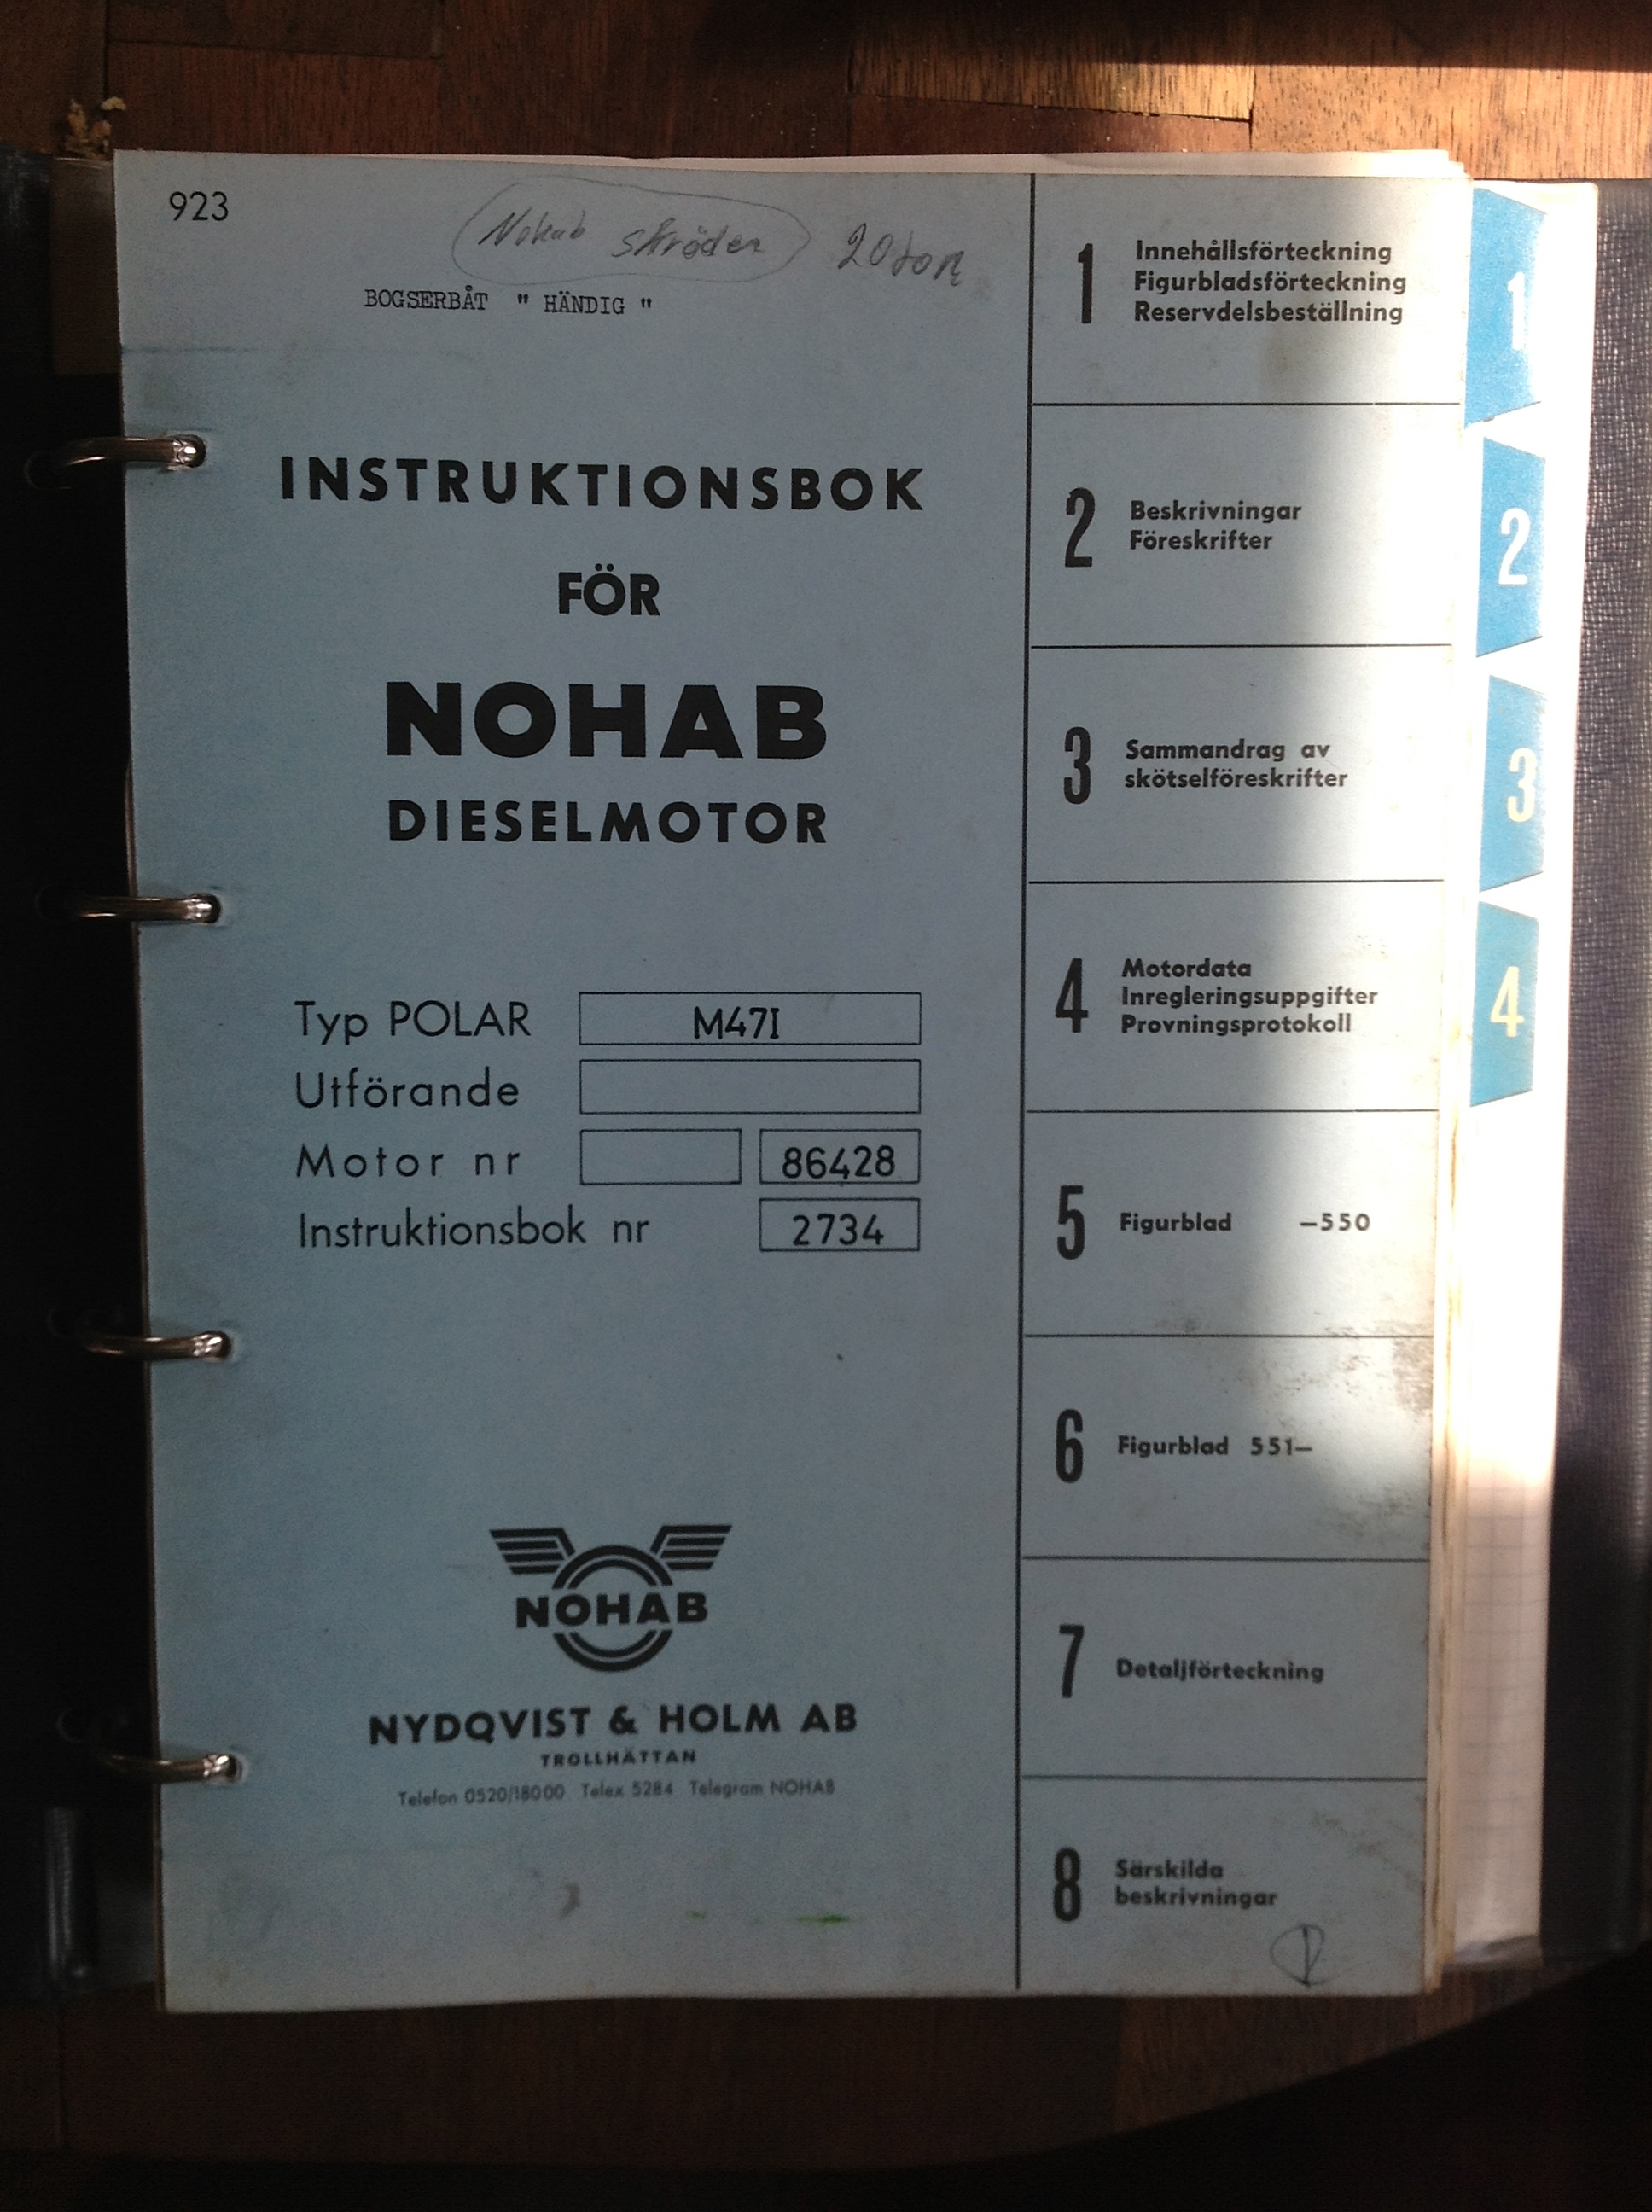 923
Nohab skröder 20 ton
BOGSERBÅT " HÄNDIG "
INSTRUKTIONSBOK
FÖR
NOHAB
DIESELMOTOR
Typ POLAR M47I
Utförande
Motor nr 86428
Instruktionsbok nr 2734
NOHAB
NYDQVIST & HOLM AB
TROLLHÄTTAN
Telefon 0520/18000 Telex 5284 Telegram NOHAB
1 Innehållsförteckning
Figurbladsförteckning
Reservdelsbeställning
2 Beskrivningar
Föreskrifter
3 Sammandrag av
skötselföreskrifter
4 Motordata
Inregleringsuppgifter
Provningsprotokoll
5 Figurblad –550
6 Figurblad 551–
7 Detaljförteckning
8 Särskilda
beskrivningar
1
2
3
4